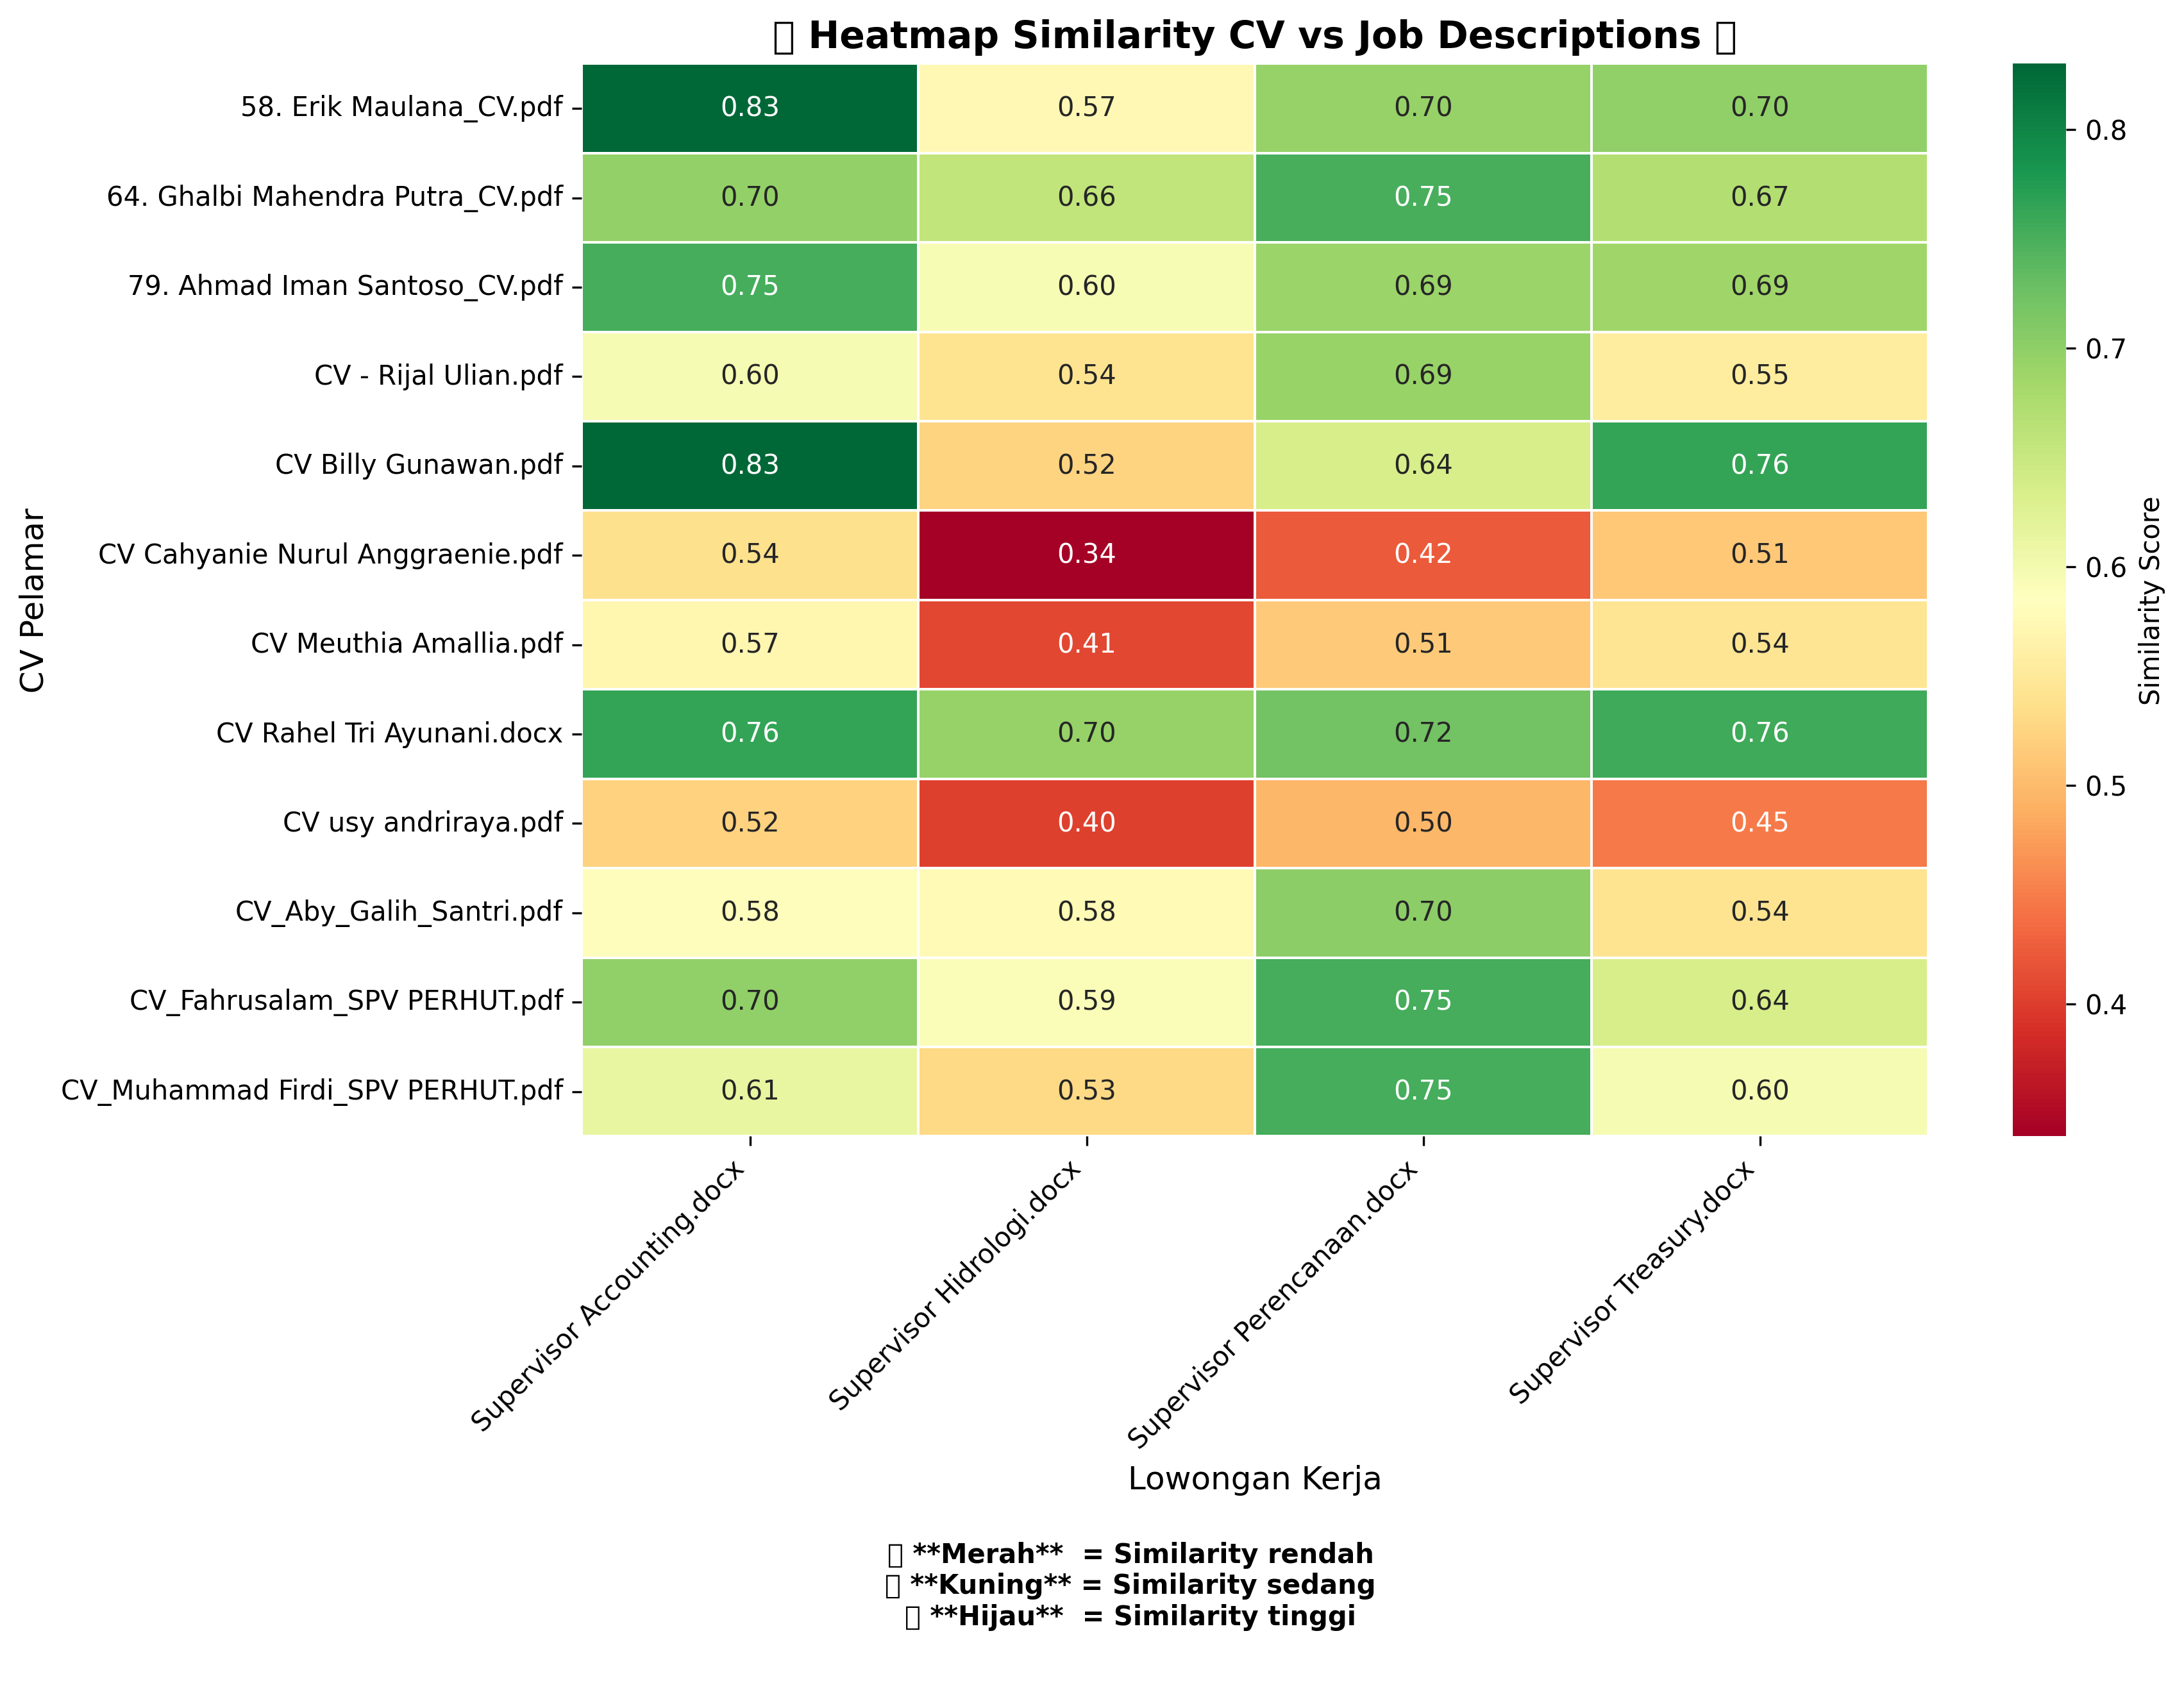 Heatmap Similarity CV vs Job Descriptions
58. Erik Maulana_CV.pdf 0.83 0.57 0.70 0.70
64. Ghalbi Mahendra Putra_CV.pdf 0.70 0.66 0.75 0.67
79. Ahmad Iman Santoso_CV.pdf 0.75 0.60 0.69 0.69
CV - Rijal Ulian.pdf 0.60 0.54 0.69 0.55
CV Billy Gunawan.pdf 0.83 0.52 0.64 0.76
CV Cahyanie Nurul Anggraenie.pdf 0.54 0.34 0.42 0.51
CV Meuthia Amallia.pdf 0.57 0.41 0.51 0.54
CV Rahel Tri Ayunani.docx 0.76 0.70 0.72 0.76
CV usy andriraya.pdf 0.52 0.40 0.50 0.45
CV_Aby_Galih_Santri.pdf 0.58 0.58 0.70 0.54
CV_Fahrusalam_SPV PERHUT.pdf 0.70 0.59 0.75 0.64
CV_Muhammad Firdi_SPV PERHUT.pdf 0.61 0.53 0.75 0.60
CV Pelamar
Supervisor Accounting.docx
Supervisor Hidrologi.docx
Supervisor Perencanaan.docx
Supervisor Treasury.docx
Lowongan Kerja
0.8
0.7
0.6
0.5
0.4
Similarity Score
**Merah** = Similarity rendah
**Kuning** = Similarity sedang
**Hijau** = Similarity tinggi